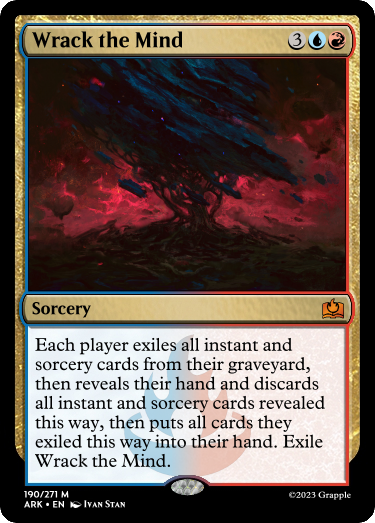 Wrack the Mind 3
Sorcery
Each player exiles all instant and
sorcery cards from their graveyard,
then reveals their hand and discards
all instant and sorcery cards revealed
this way, then puts all cards they
exiled this way into their hand. Exile
Wrack the Mind.
190/271 M
ARK • EN Ivan Stan
©2023 Grapple